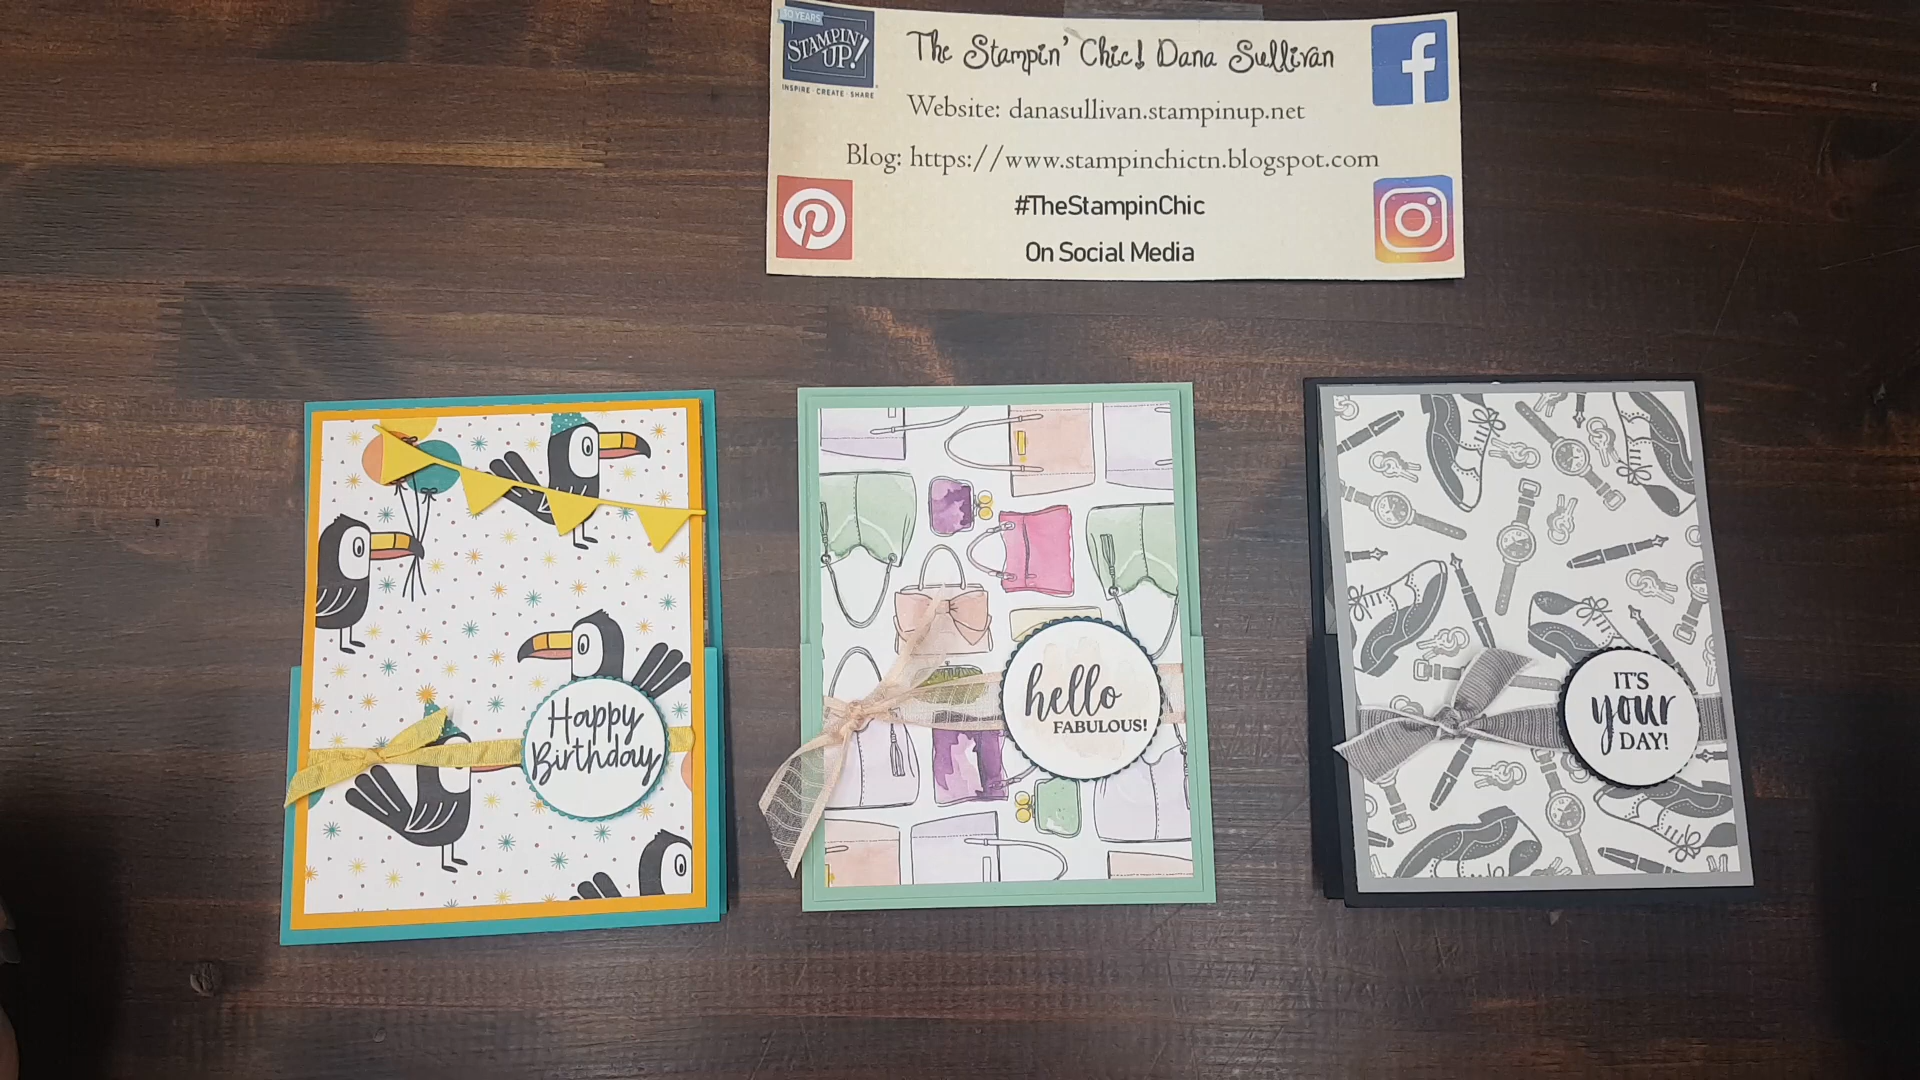 30 YEARS
STAMPIN' UP!
INSPIRE · CREATE · SHARE
The Stampin' Chic! Dana Sullivan
Website: danasullivan.stampinup.net
Blog: https://www.stampinchictn.blogspot.com
#TheStampinChic
On Social Media
Happy
Birthday
hello
FABULOUS!
IT'S
your
DAY!